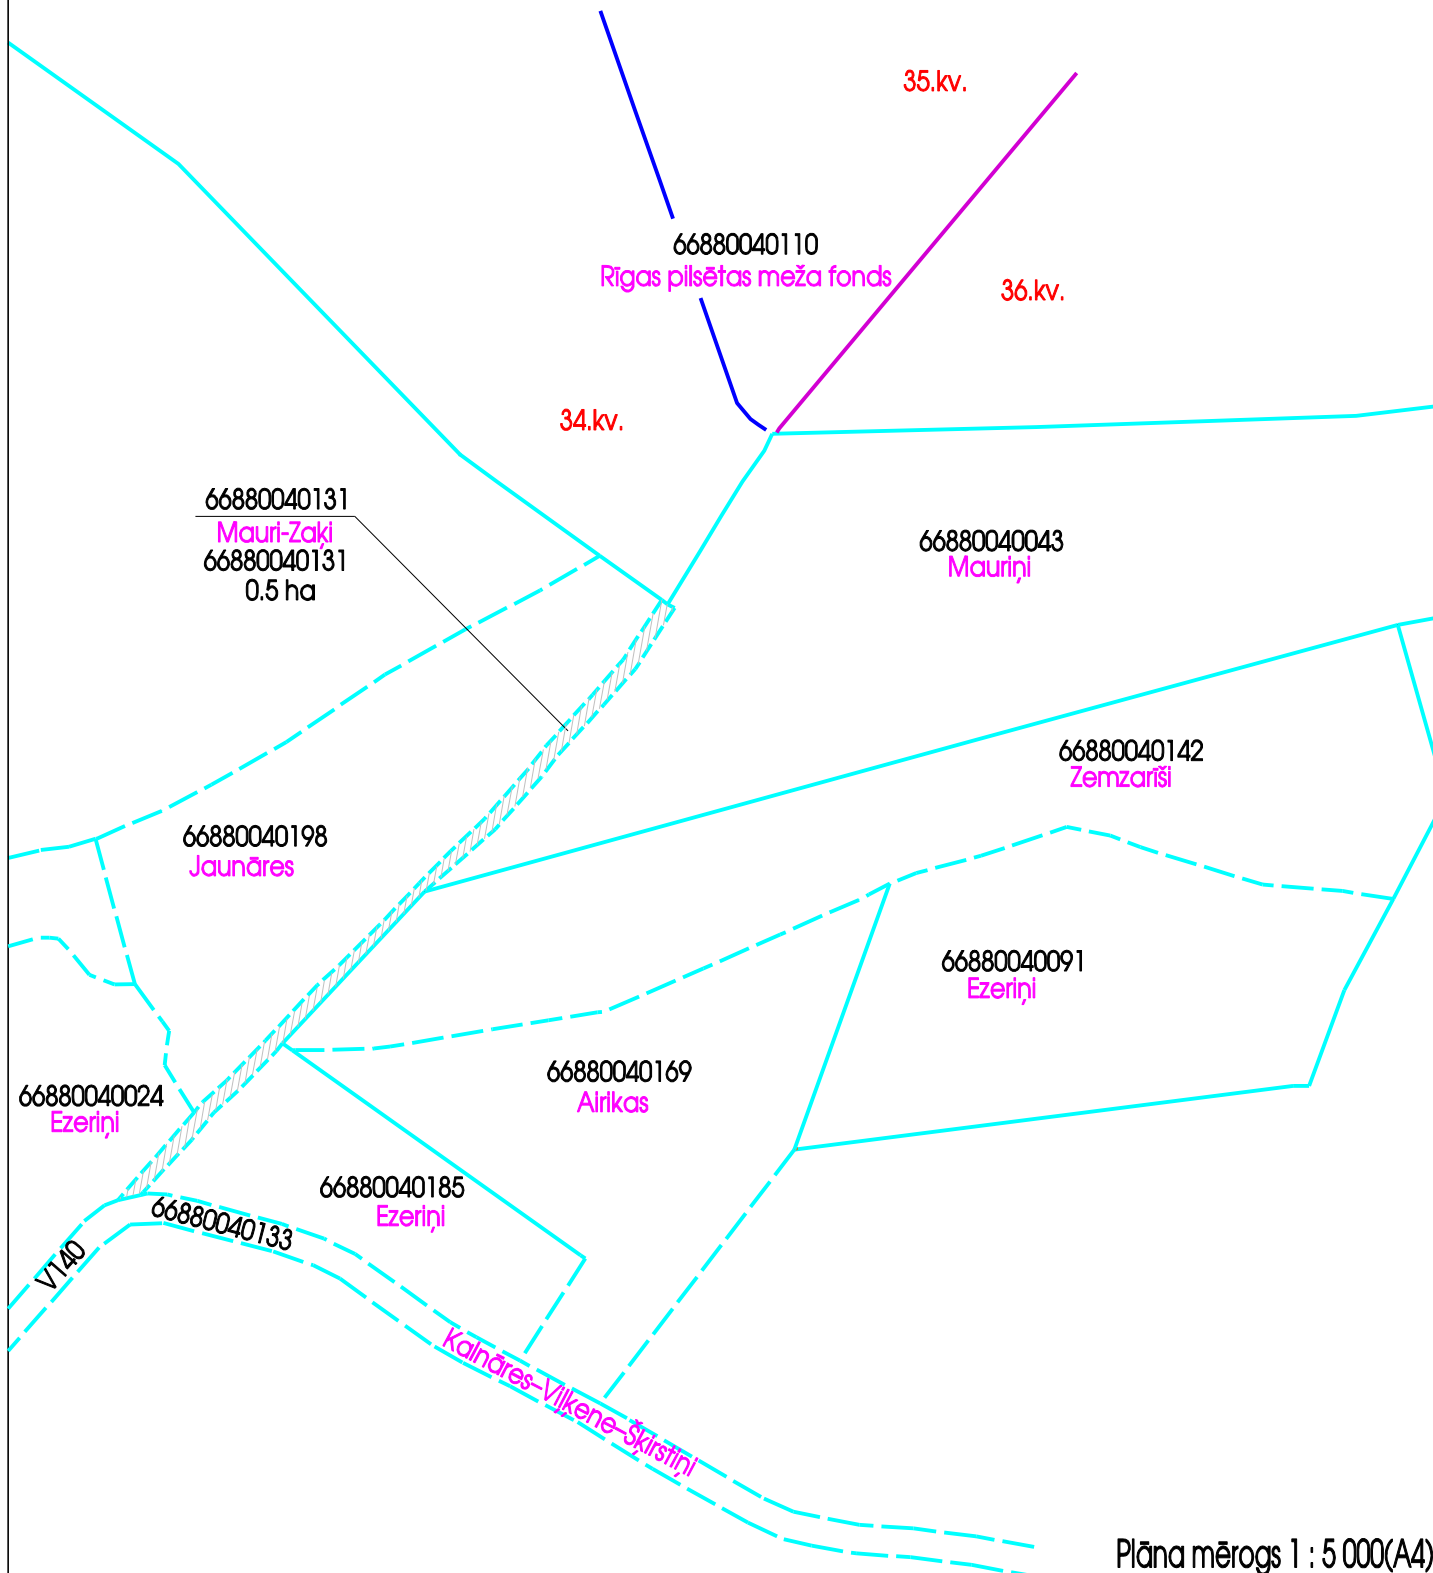 35.kv.
66880040110
Rīgas pilsētas meža fonds
36.kv.
34.kv.
66880040131
Mauri-Zaķi
66880040131
0.5 ha
66880040043
Mauriņi
66880040142
Zemzarīši
66880040198
Jaunāres
66880040091
Ezeriņi
66880040169
Airikas
66880040024
Ezeriņi
66880040185
Ezeriņi
66880040133
V140
Kalnāres–Viļķene–Šķirstiņi
Plāna mērogs 1 : 5 000(A4)